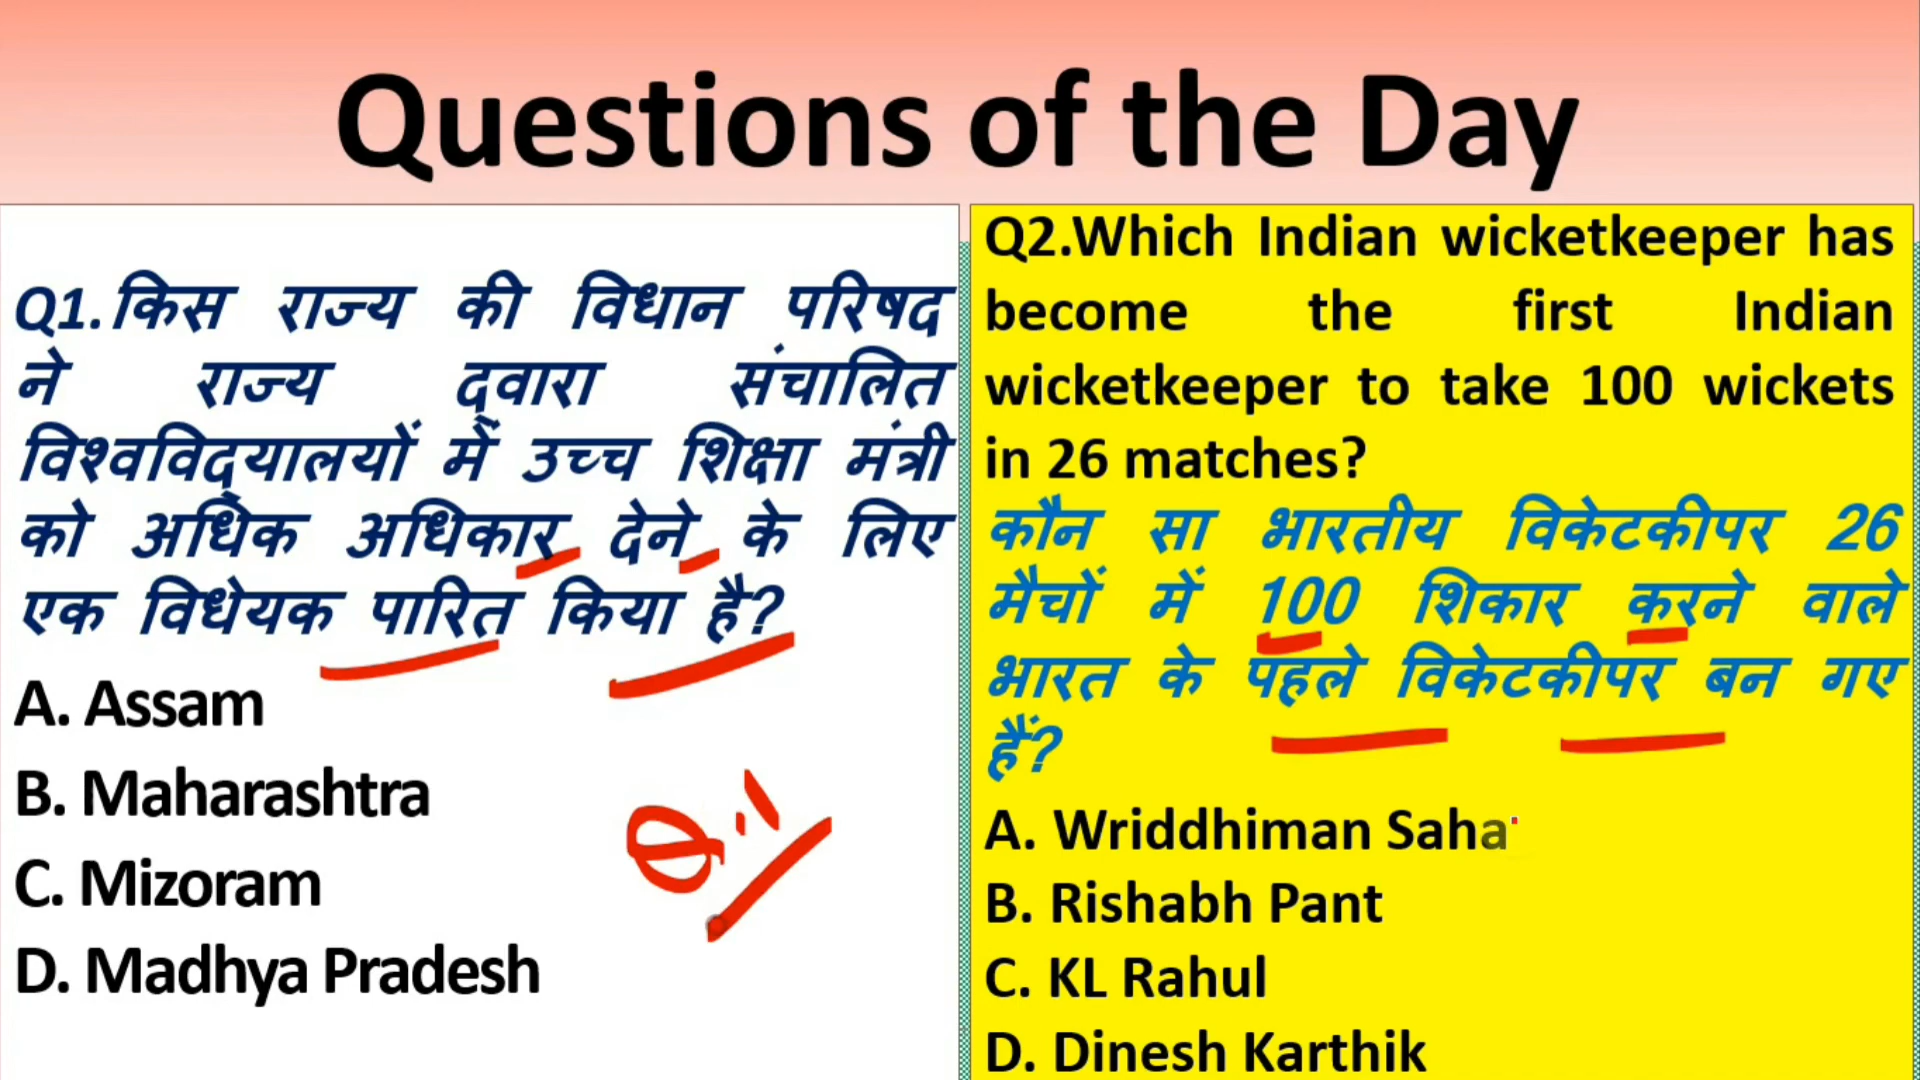 Questions of the Day
Q1.किस राज्य की विधान परिषद
ने राज्य द्वारा संचालित
विश्वविद्यालयों में उच्च शिक्षा मंत्री
को अधिक अधिकार देने के लिए
एक विधेयक पारित किया है?
A. Assam
B. Maharashtra
C. Mizoram
D. Madhya Pradesh
Q.1
Q2.Which Indian wicketkeeper has
become the first Indian
wicketkeeper to take 100 wickets
in 26 matches?
कौन सा भारतीय विकेटकीपर 26
मैचों में 100 शिकार करने वाले
भारत के पहले विकेटकीपर बन गए
हैं?
A. Wriddhiman Saha
B. Rishabh Pant
C. KL Rahul
D. Dinesh Karthik